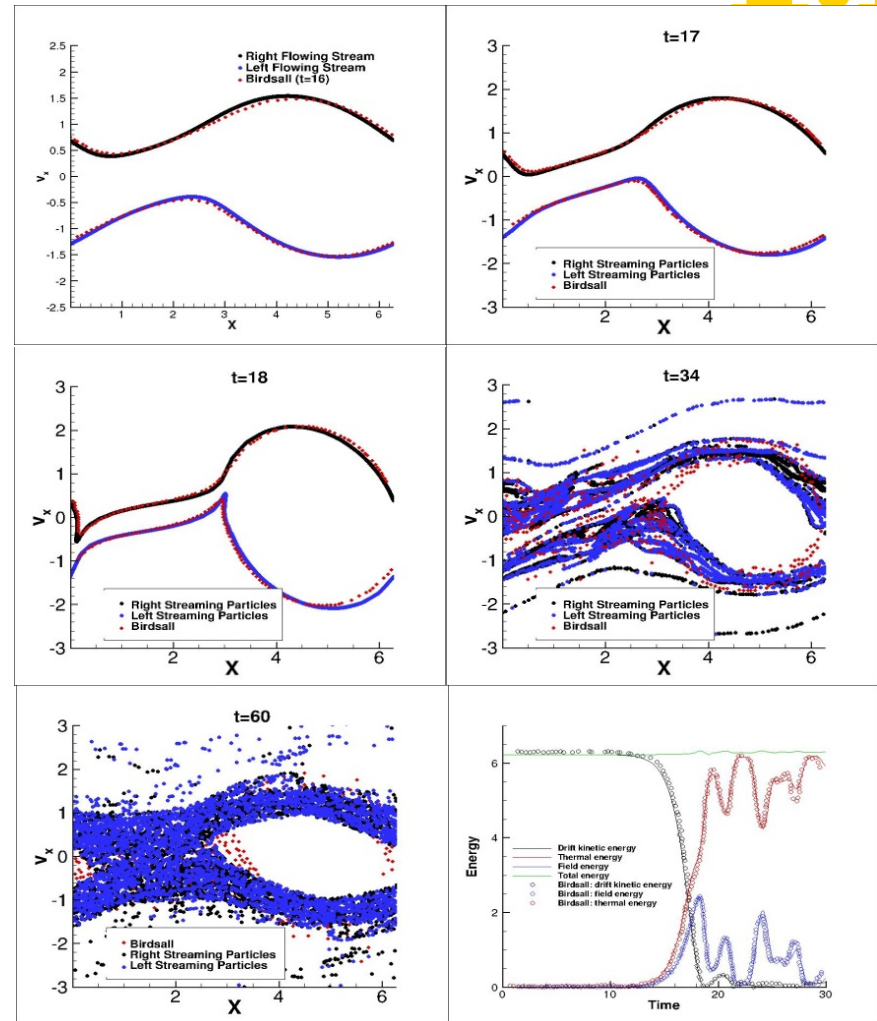 Right Flowing Stream
Left Flowing Stream
Birdsall (t=16)
2.5
2
1.5
1
0.5
0
-0.5
-1
-1.5
-2
-2.5
Vx
1 2 3 4 5 6
X
t=17
3
2
1
0
-1
-2
-3
Vx
Right Streaming Particles
Left Streaming Particles
Birdsall
2 4 6
X
t=18
3
2
1
0
-1
-2
-3
Vx
Right Streaming Particles
Left Streaming Particles
Birdsall
2 4 6
X
t=34
3
2
1
0
-1
-2
-3
Vx
Right Streaming Particles
Left Streaming Particles
Birdsall
2 4 6
X
t=60
3
2
1
0
-1
-2
-3
Vx
Birdsall
Right Streaming Particles
Left Streaming Particles
2 4 6
X
6
4
2
0
Energy
Drift kinetic energy
Thermal energy
Field energy
Total energy
Birdsall: drift kinetic energy
Birdsall: field energy
Birdsall: thermal energy
0 10 20 30
Time